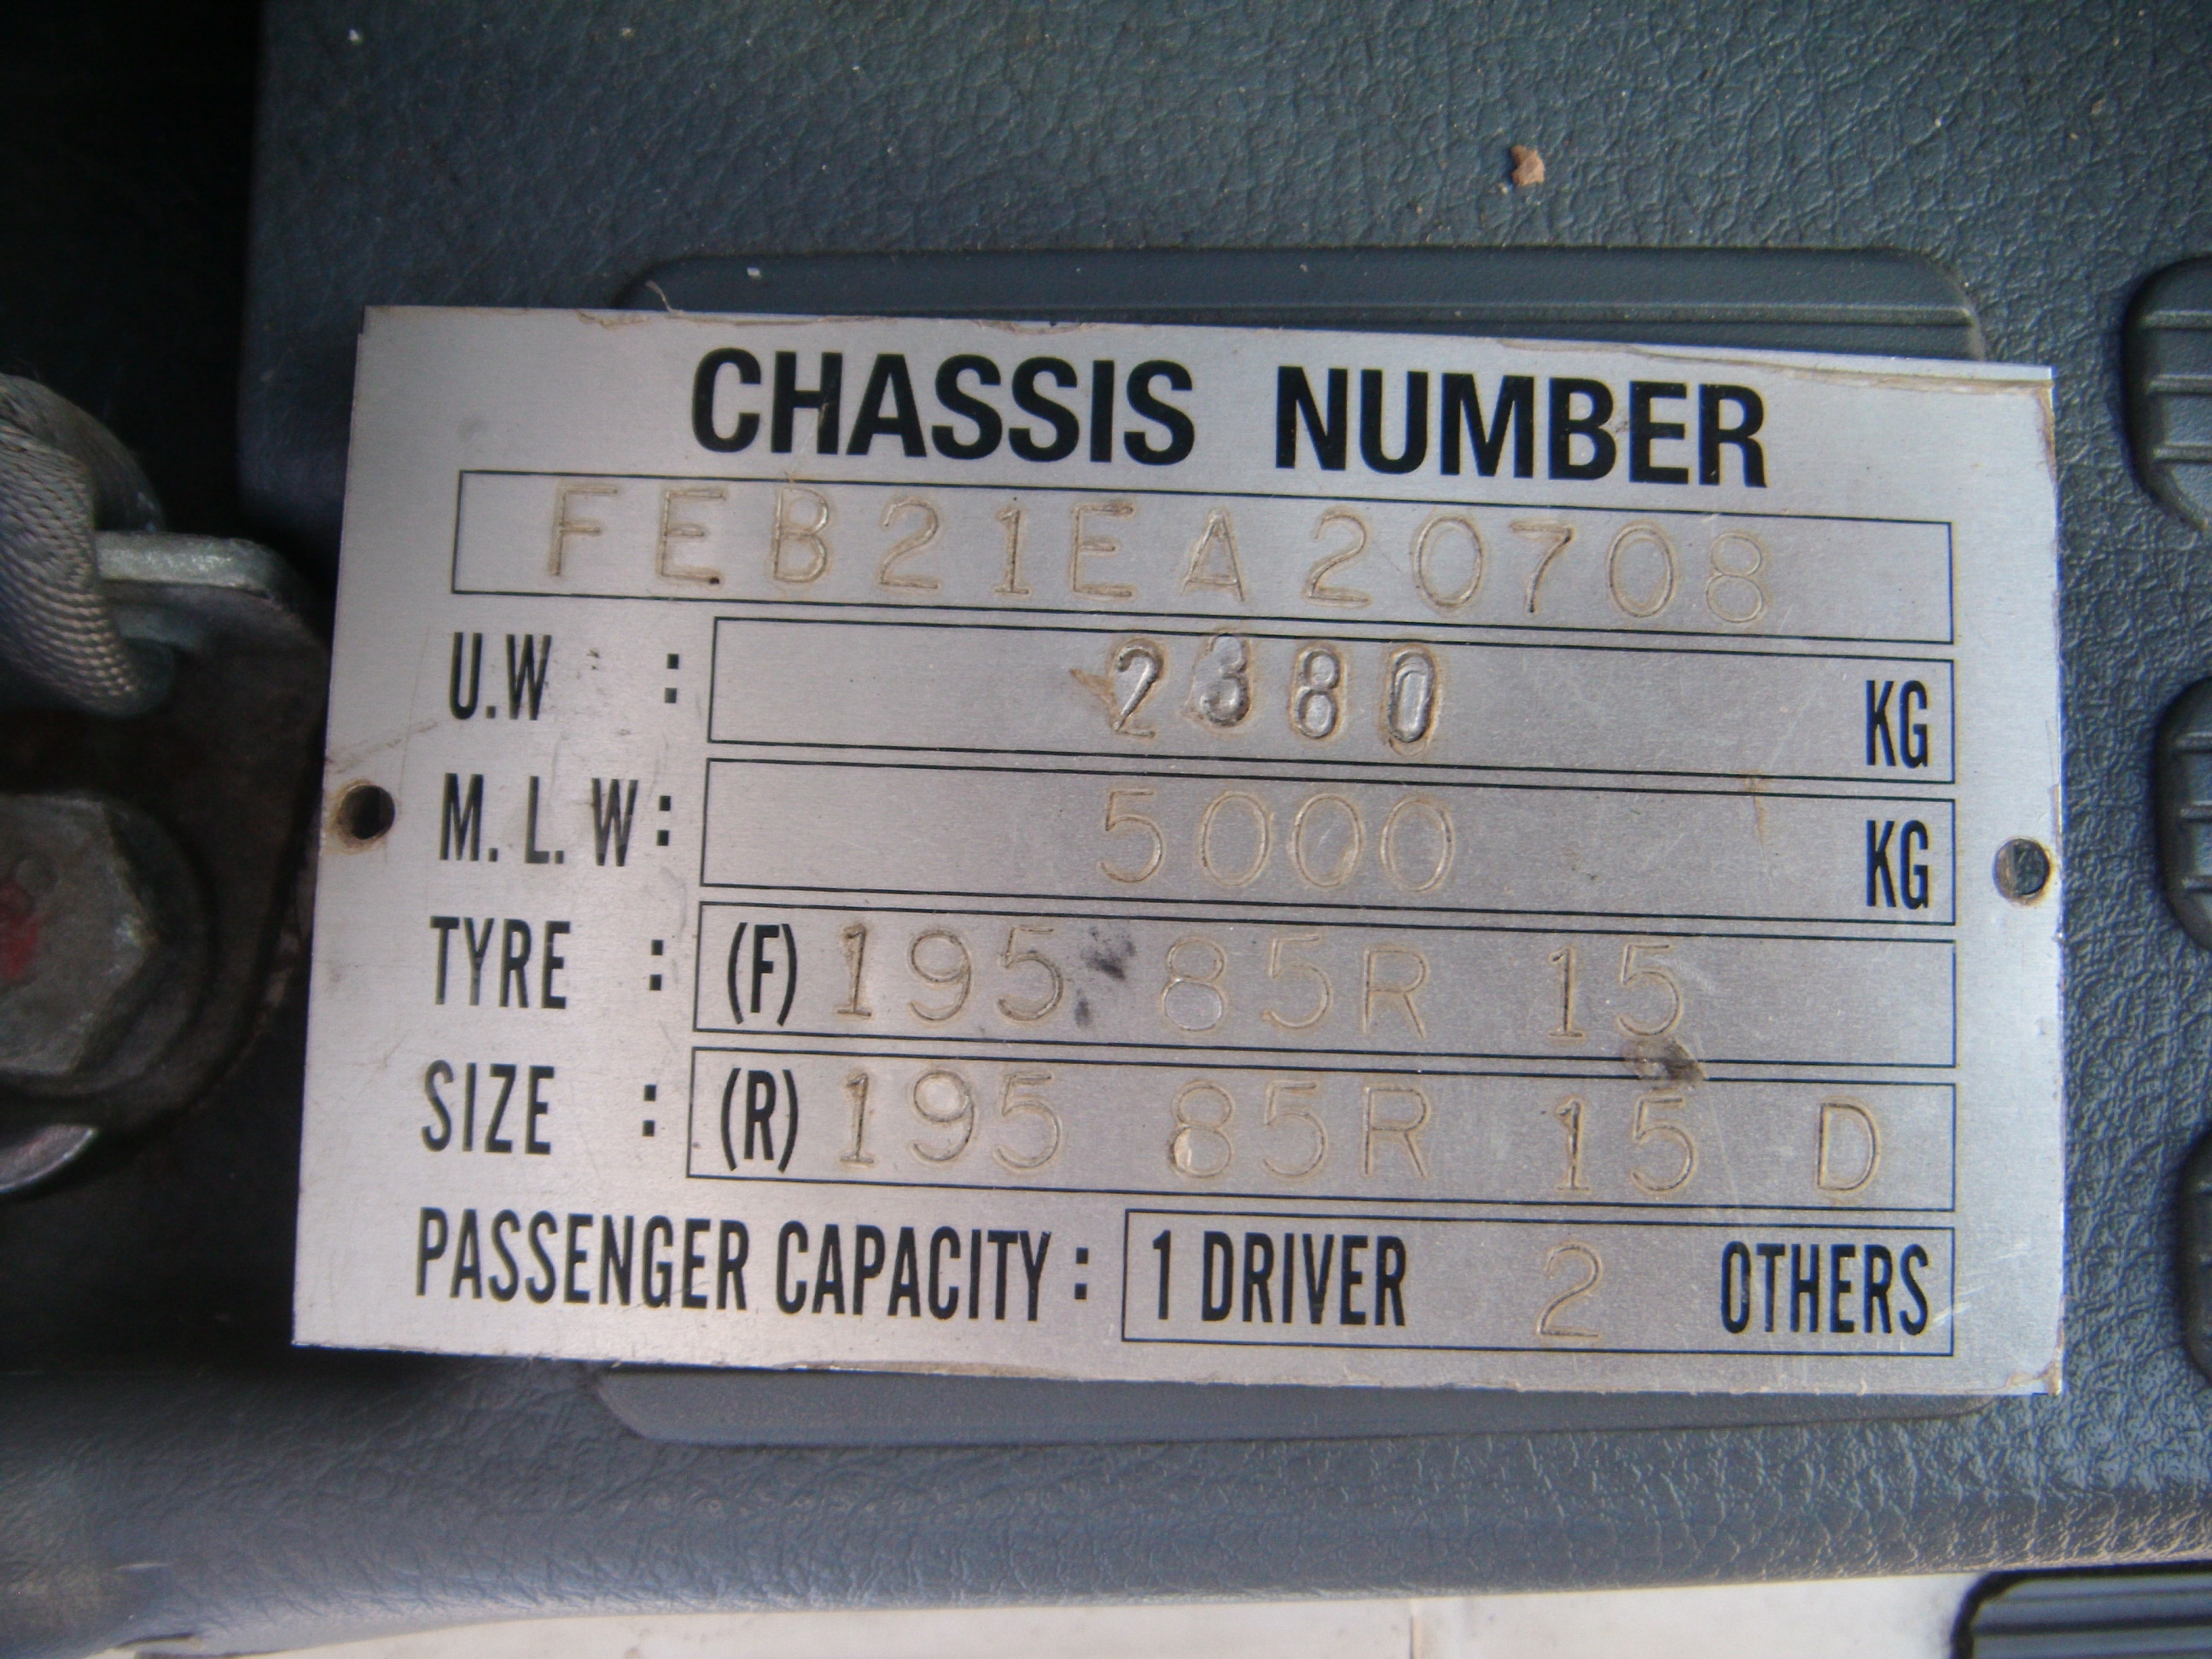 CHASSIS NUMBER
FEB21EA20708
U.W : 2380 KG
M.L.W : 5000 KG
TYRE : (F) 195 85R 15
SIZE : (R) 195 85R 15 D
PASSENGER CAPACITY : 1 DRIVER 2 OTHERS